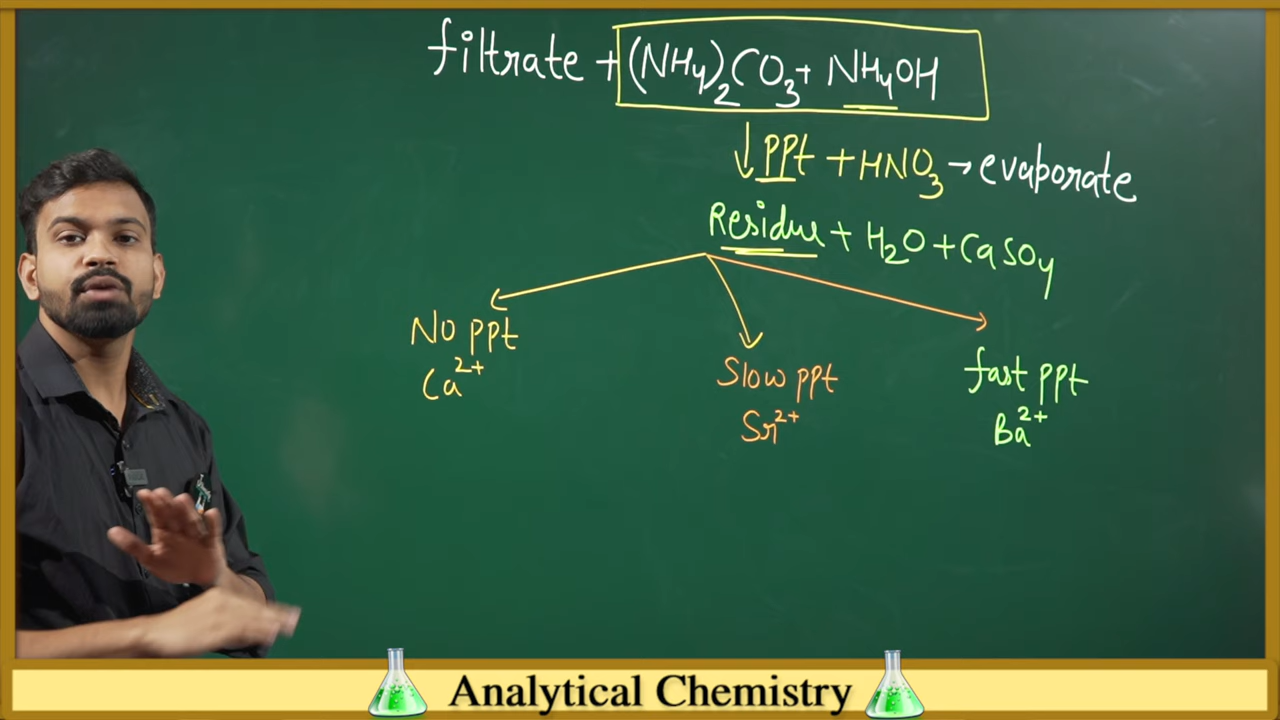 filtrate + (NH4)2CO3 + NH4OH
↓ ppt + HNO3 → evaporate
Residue + H2O + CaSO4
No ppt
Ca2+
Slow ppt
Sr2+
fast ppt
Ba2+
Analytical Chemistry